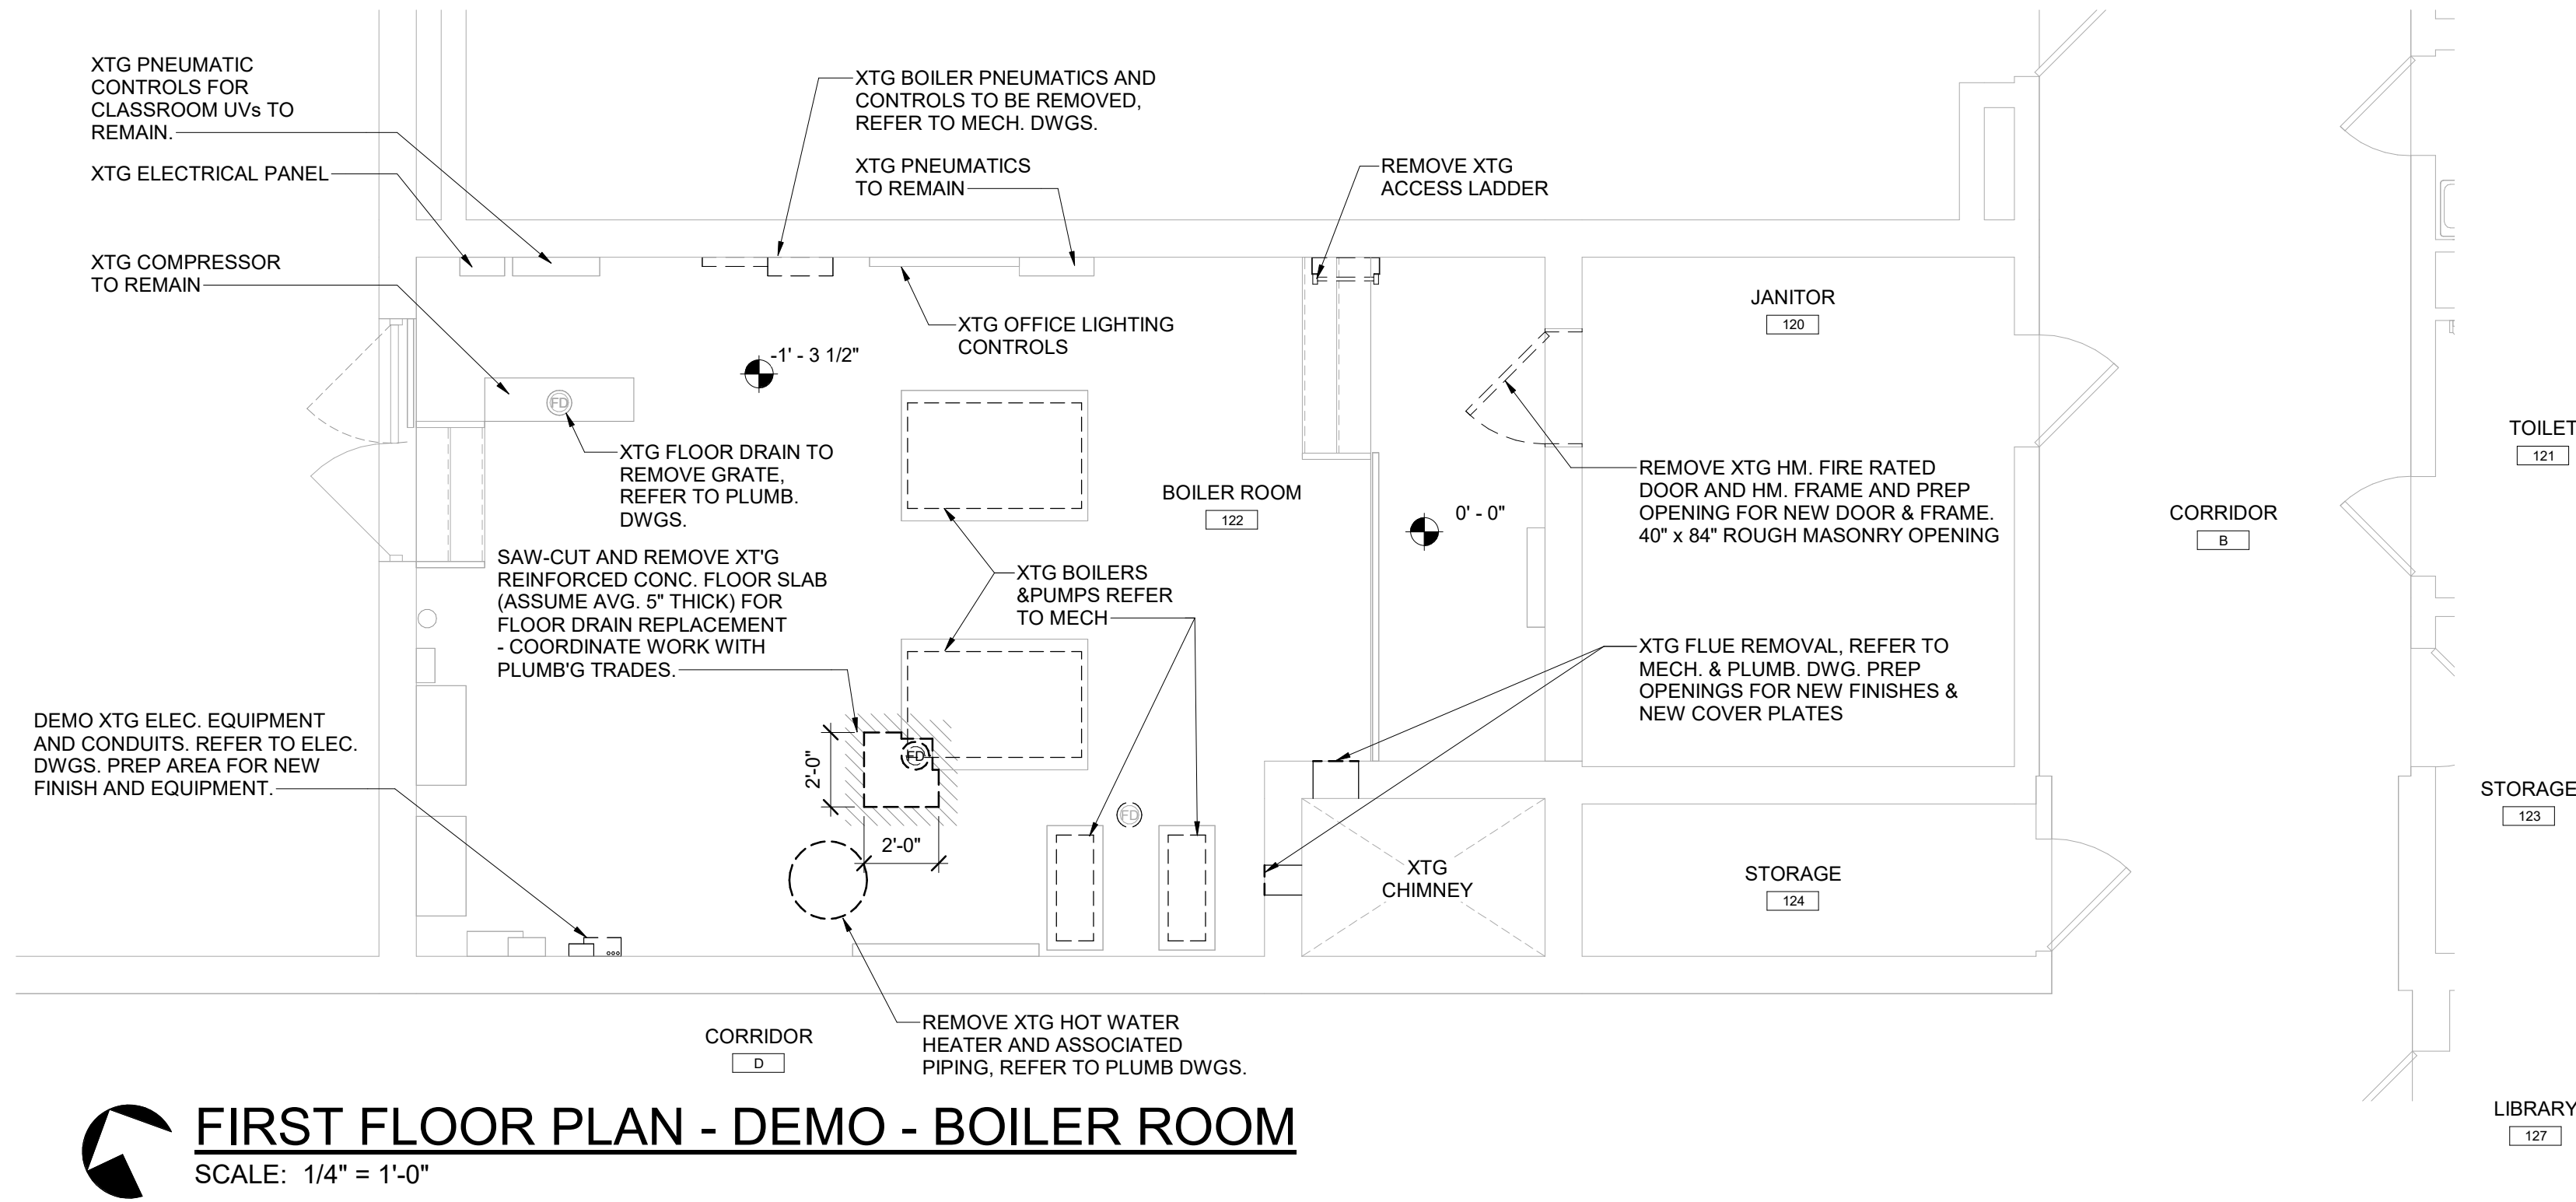 XTG PNEUMATIC
CONTROLS FOR
CLASSROOM UVs TO
REMAIN.
XTG ELECTRICAL PANEL
XTG COMPRESSOR
TO REMAIN
XTG BOILER PNEUMATICS AND
CONTROLS TO BE REMOVED,
REFER TO MECH. DWGS.
XTG PNEUMATICS
TO REMAIN
REMOVE XTG
ACCESS LADDER
XTG OFFICE LIGHTING
CONTROLS
-1' - 3 1/2"
FD
XTG FLOOR DRAIN TO
REMOVE GRATE,
REFER TO PLUMB.
DWGS.
SAW-CUT AND REMOVE XT'G
REINFORCED CONC. FLOOR SLAB
(ASSUME AVG. 5" THICK) FOR
FLOOR DRAIN REPLACEMENT
- COORDINATE WORK WITH
PLUMB'G TRADES.
BOILER ROOM
122
0' - 0"
XTG BOILERS
&PUMPS REFER
TO MECH
JANITOR
120
REMOVE XTG HM. FIRE RATED
DOOR AND HM. FRAME AND PREP
OPENING FOR NEW DOOR & FRAME.
40" x 84" ROUGH MASONRY OPENING
CORRIDOR
B
TOILET
121
XTG FLUE REMOVAL, REFER TO
MECH. & PLUMB. DWG. PREP
OPENINGS FOR NEW FINISHES &
NEW COVER PLATES
DEMO XTG ELEC. EQUIPMENT
AND CONDUITS. REFER TO ELEC.
DWGS. PREP AREA FOR NEW
FINISH AND EQUIPMENT.
2'-0"
FD
2'-0"
FD
XTG
CHIMNEY
STORAGE
124
STORAGE
123
CORRIDOR
D
REMOVE XTG HOT WATER
HEATER AND ASSOCIATED
PIPING, REFER TO PLUMB DWGS.
LIBRARY
127
FIRST FLOOR PLAN - DEMO - BOILER ROOM
SCALE: 1/4" = 1'-0"